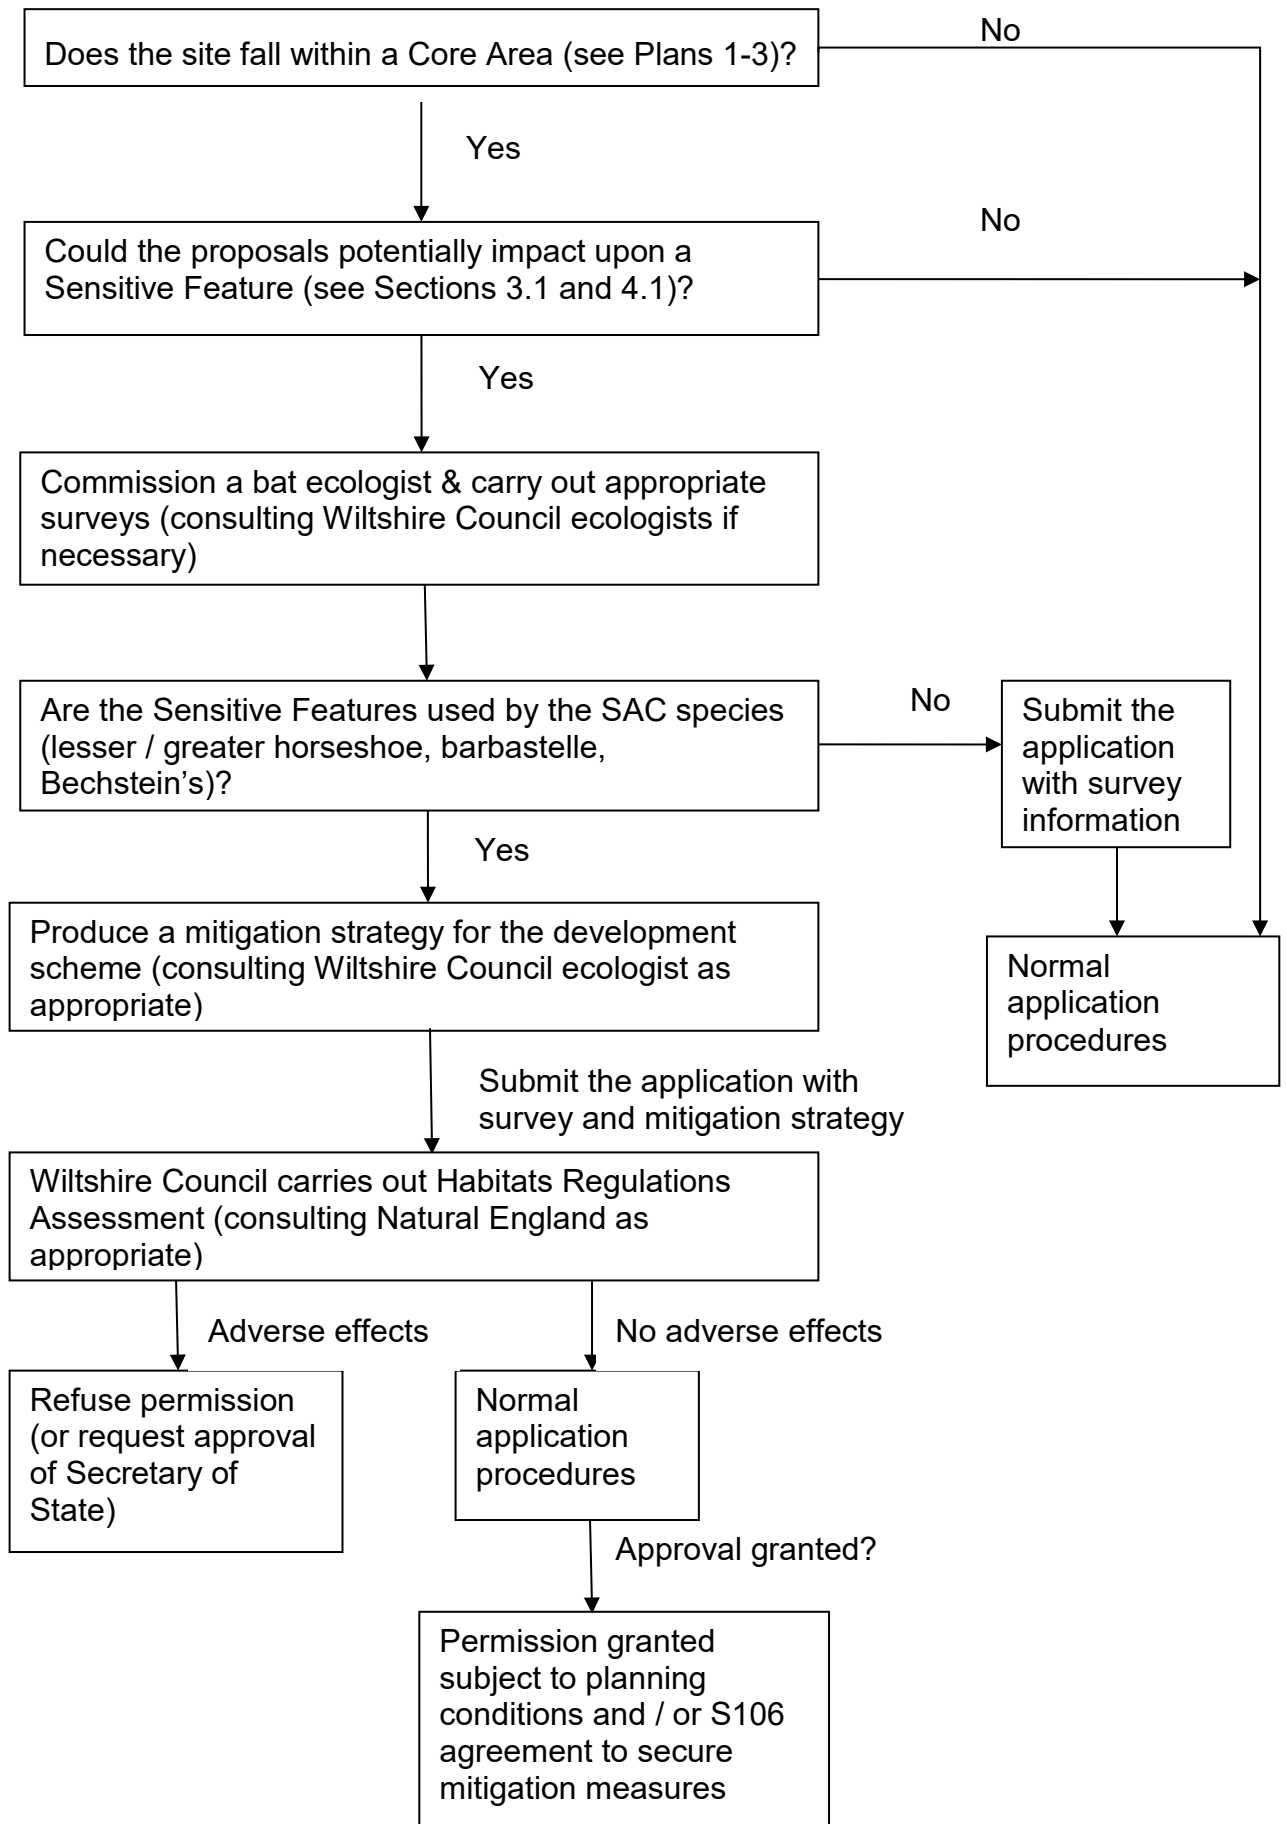 No
Does the site fall within a Core Area (see Plans 1-3)?
Yes
No
Could the proposals potentially impact upon a
Sensitive Feature (see Sections 3.1 and 4.1)?
Yes
Commission a bat ecologist & carry out appropriate
surveys (consulting Wiltshire Council ecologists if
necessary)
Are the Sensitive Features used by the SAC species
(lesser / greater horseshoe, barbastelle,
Bechstein’s)?
No
Submit the
application
with survey
information
Yes
Produce a mitigation strategy for the development
scheme (consulting Wiltshire Council ecologist as
appropriate)
Normal
application
procedures
Submit the application with
survey and mitigation strategy
Wiltshire Council carries out Habitats Regulations
Assessment (consulting Natural England as
appropriate)
Adverse effects
No adverse effects
Refuse permission
(or request approval
of Secretary of
State)
Normal
application
procedures
Approval granted?
Permission granted
subject to planning
conditions and / or S106
agreement to secure
mitigation measures